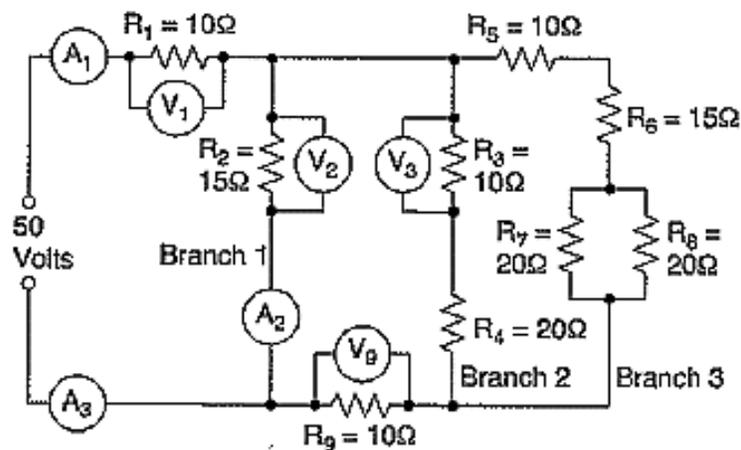 R1 = 10Ω
R5 = 10Ω
A1
V1
R6 = 15Ω
R2 =
15Ω
V2
V3
R3 =
10Ω
50
Volts
Branch 1
R7 =
20Ω
R8 =
20Ω
A2
R4 = 20Ω
V9
Branch 2
Branch 3
A3
R9 = 10Ω